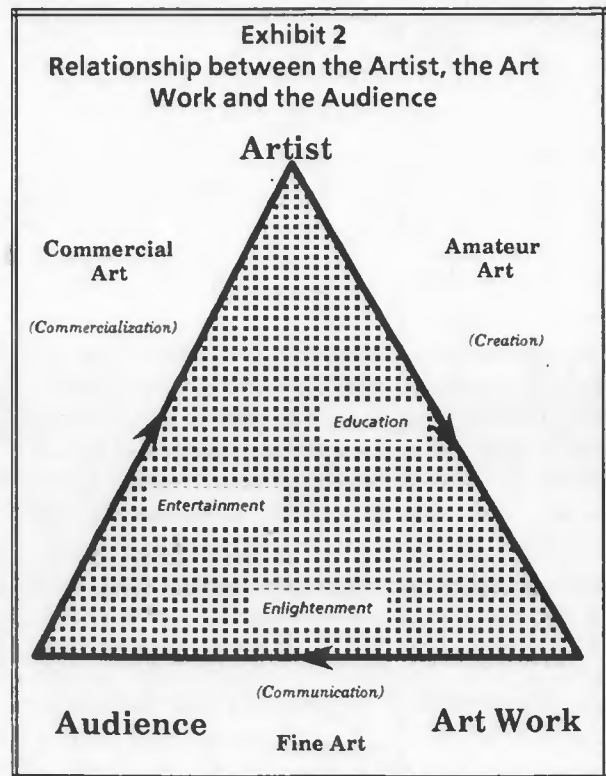 Exhibit 2
Relationship between the Artist, the Art
Work and the Audience
Artist
Commercial
Art
Amateur
Art
(Commercialization)
(Creation)
Education
Entertainment
Enlightenment
(Communication)
Audience
Art Work
Fine Art